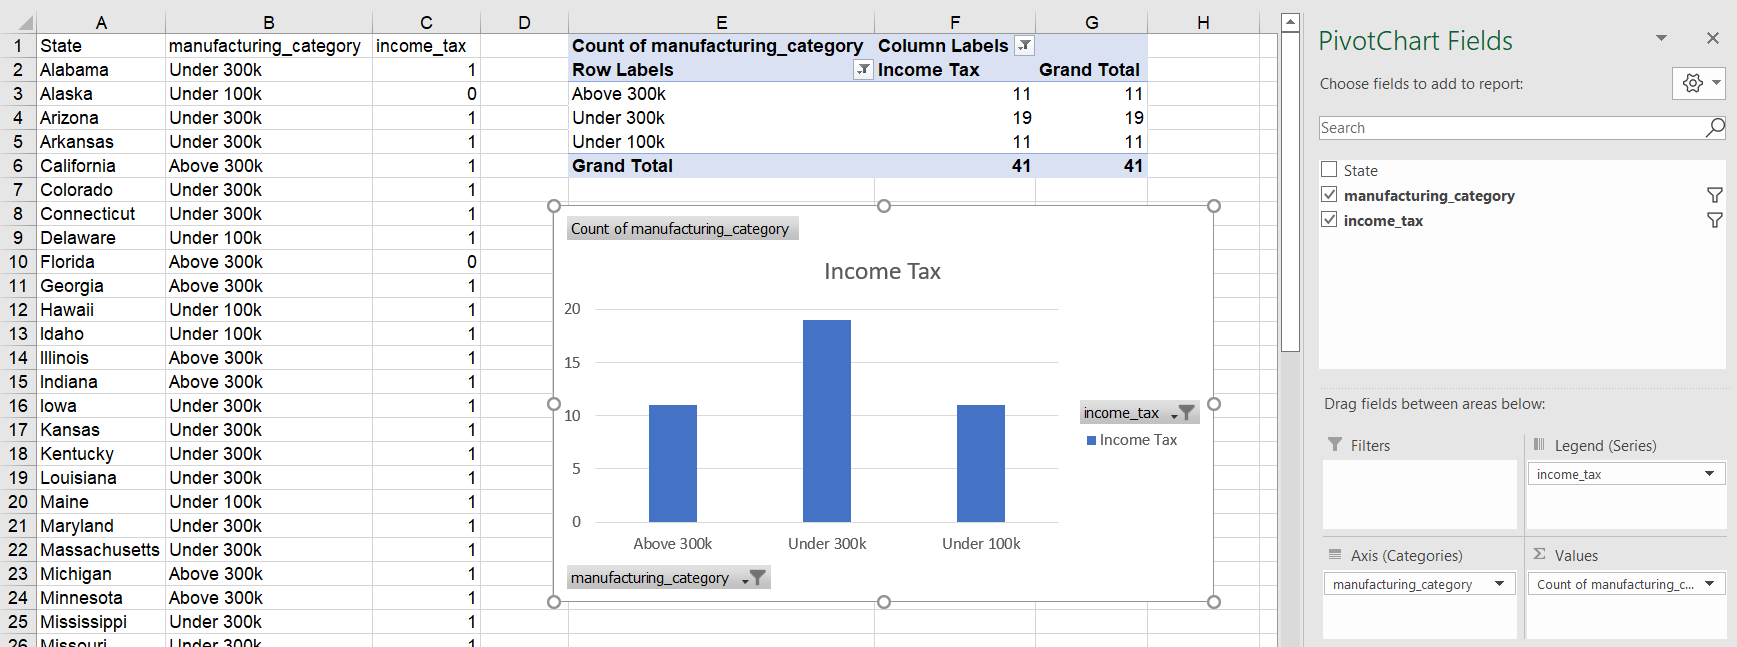 A B C D E F G H
1 State manufacturing_category income_tax Count of manufacturing_category Column Labels
2 Alabama Under 300k 1 Row Labels Income Tax Grand Total
3 Alaska Under 100k 0 Above 300k 11 11
4 Arizona Under 300k 1 Under 300k 19 19
5 Arkansas Under 300k 1 Under 100k 11 11
6 California Above 300k 1 Grand Total 41 41
7 Colorado Under 300k 1
8 Connecticut Under 300k 1
9 Delaware Under 100k 1
10 Florida Above 300k 0
11 Georgia Above 300k 1
12 Hawaii Under 100k 1
13 Idaho Under 100k 1
14 Illinois Above 300k 1
15 Indiana Above 300k 1
16 Iowa Under 300k 1
17 Kansas Under 300k 1
18 Kentucky Under 300k 1
19 Louisiana Under 300k 1
20 Maine Under 100k 1
21 Maryland Under 300k 1
22 Massachusetts Under 300k 1
23 Michigan Above 300k 1
24 Minnesota Above 300k 1
25 Mississippi Under 300k 1
26 Missouri Under 300k 1
Count of manufacturing_category
Income Tax
20
15
10
5
0
Above 300k Under 300k Under 100k
income_tax
Income Tax
manufacturing_category
PivotChart Fields
Choose fields to add to report:
Search
State
manufacturing_category
income_tax
Drag fields between areas below:
Filters
Legend (Series)
income_tax
Axis (Categories)
manufacturing_category
Σ Values
Count of manufacturing_c...